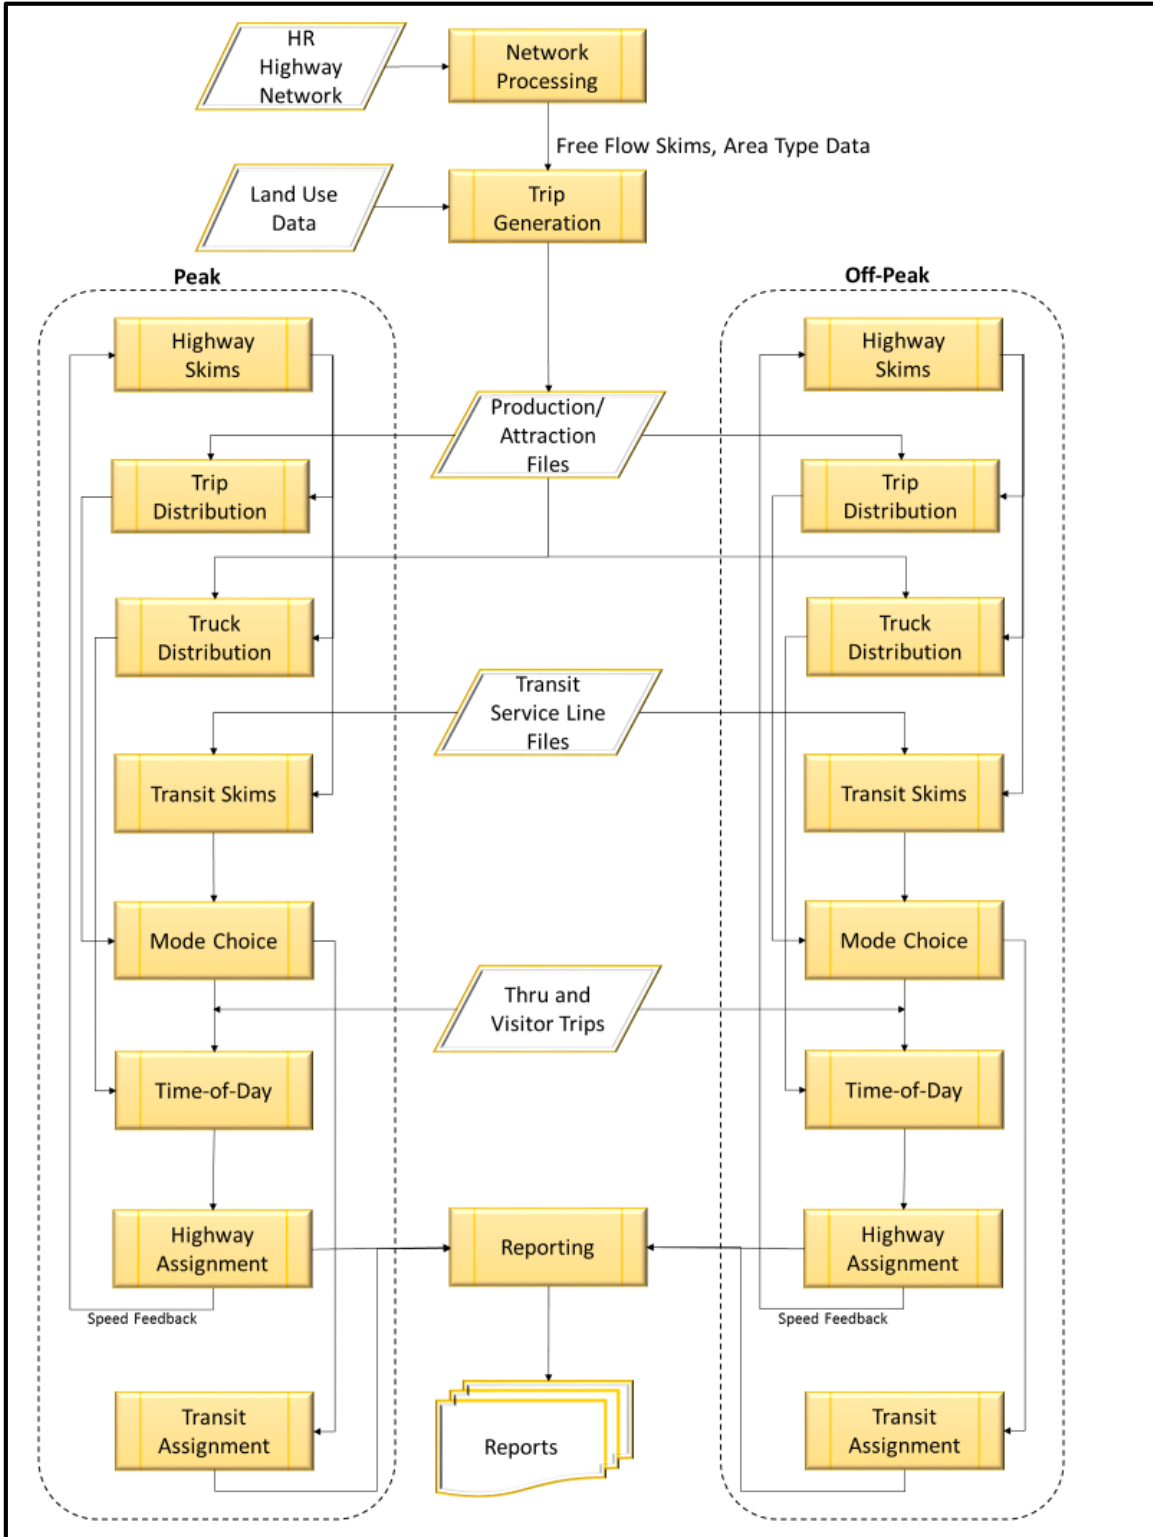 HR
Highway
Network
Network
Processing
Free Flow Skims, Area Type Data
Land Use
Data
Trip
Generation
Peak
Off-Peak
Highway
Skims
Highway
Skims
Production/
Attraction
Files
Trip
Distribution
Trip
Distribution
Truck
Distribution
Truck
Distribution
Transit
Service Line
Files
Transit Skims
Transit Skims
Mode Choice
Mode Choice
Thru and
Visitor Trips
Time-of-Day
Time-of-Day
Highway
Assignment
Reporting
Highway
Assignment
Speed Feedback
Speed Feedback
Transit
Assignment
Reports
Transit
Assignment